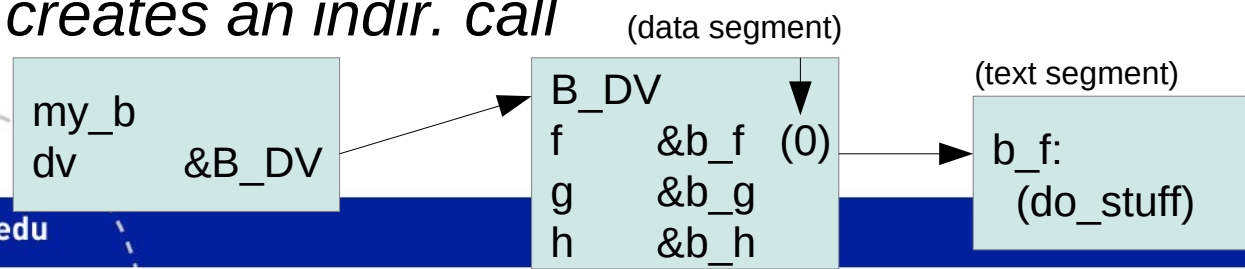 creates an indir. call
(data segment)
(text segment)
my_b
dv &B_DV
B_DV
f &b_f (0)
g &b_g
h &b_h
b_f:
(do_stuff)
edu